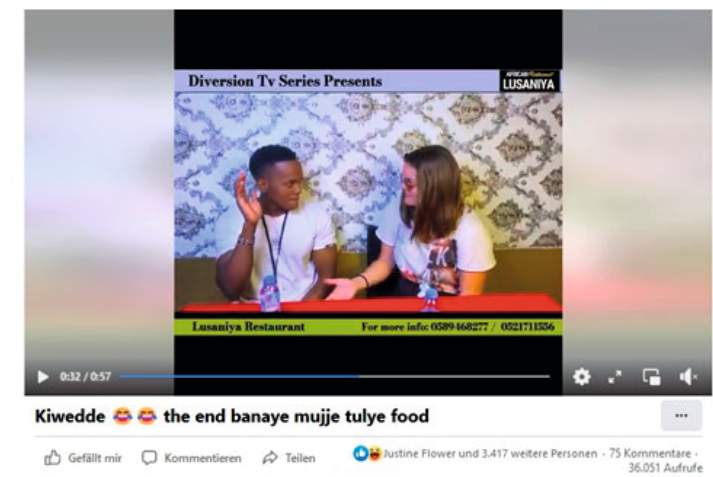 Diversion Tv Series Presents
LUSANIYA
Lusaniya Restaurant
For more info: 0589468277 / 0521711556
0:32 / 0:57
Kiwedde 😂 😂 the end banaye mujje tulye food
Gefällt mir
Kommentieren
Teilen
Justine Flower und 3.417 weitere Personen · 75 Kommentare ·
36.051 Aufrufe